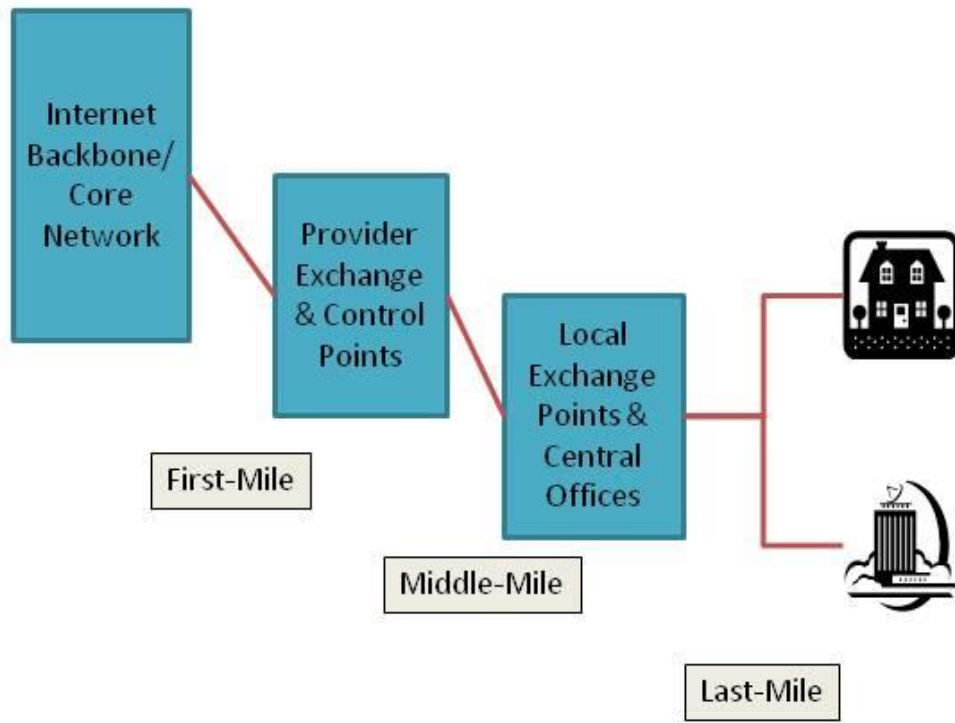 Internet
Backbone/
Core
Network
Provider
Exchange
& Control
Points
Local
Exchange
Points &
Central
Offices
First-Mile
Middle-Mile
Last-Mile